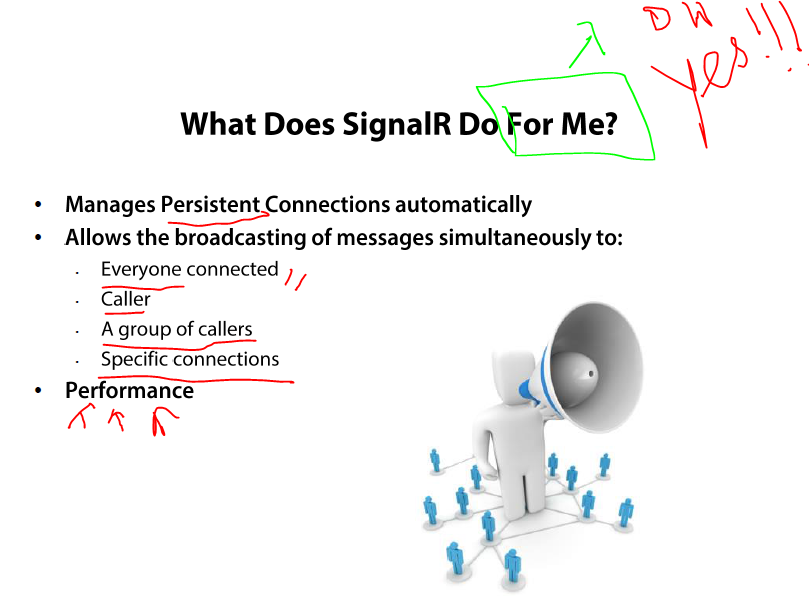 yes!!!
What Does SignalR Do For Me?
• Manages Persistent Connections automatically
• Allows the broadcasting of messages simultaneously to:
. Everyone connected
. Caller
. A group of callers
. Specific connections
• Performance